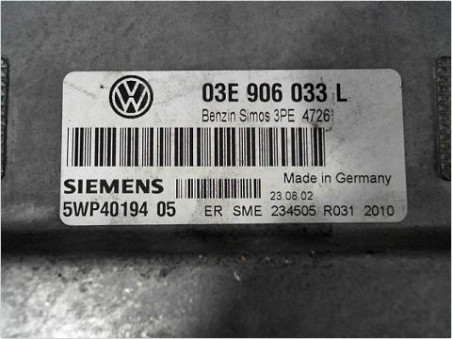 03E 906 033 L
Benzin Simos 3PE 4726
SIEMENS
Made in Germany
23.08.02
5WP40194 05
ER SME 234505 R031 2010